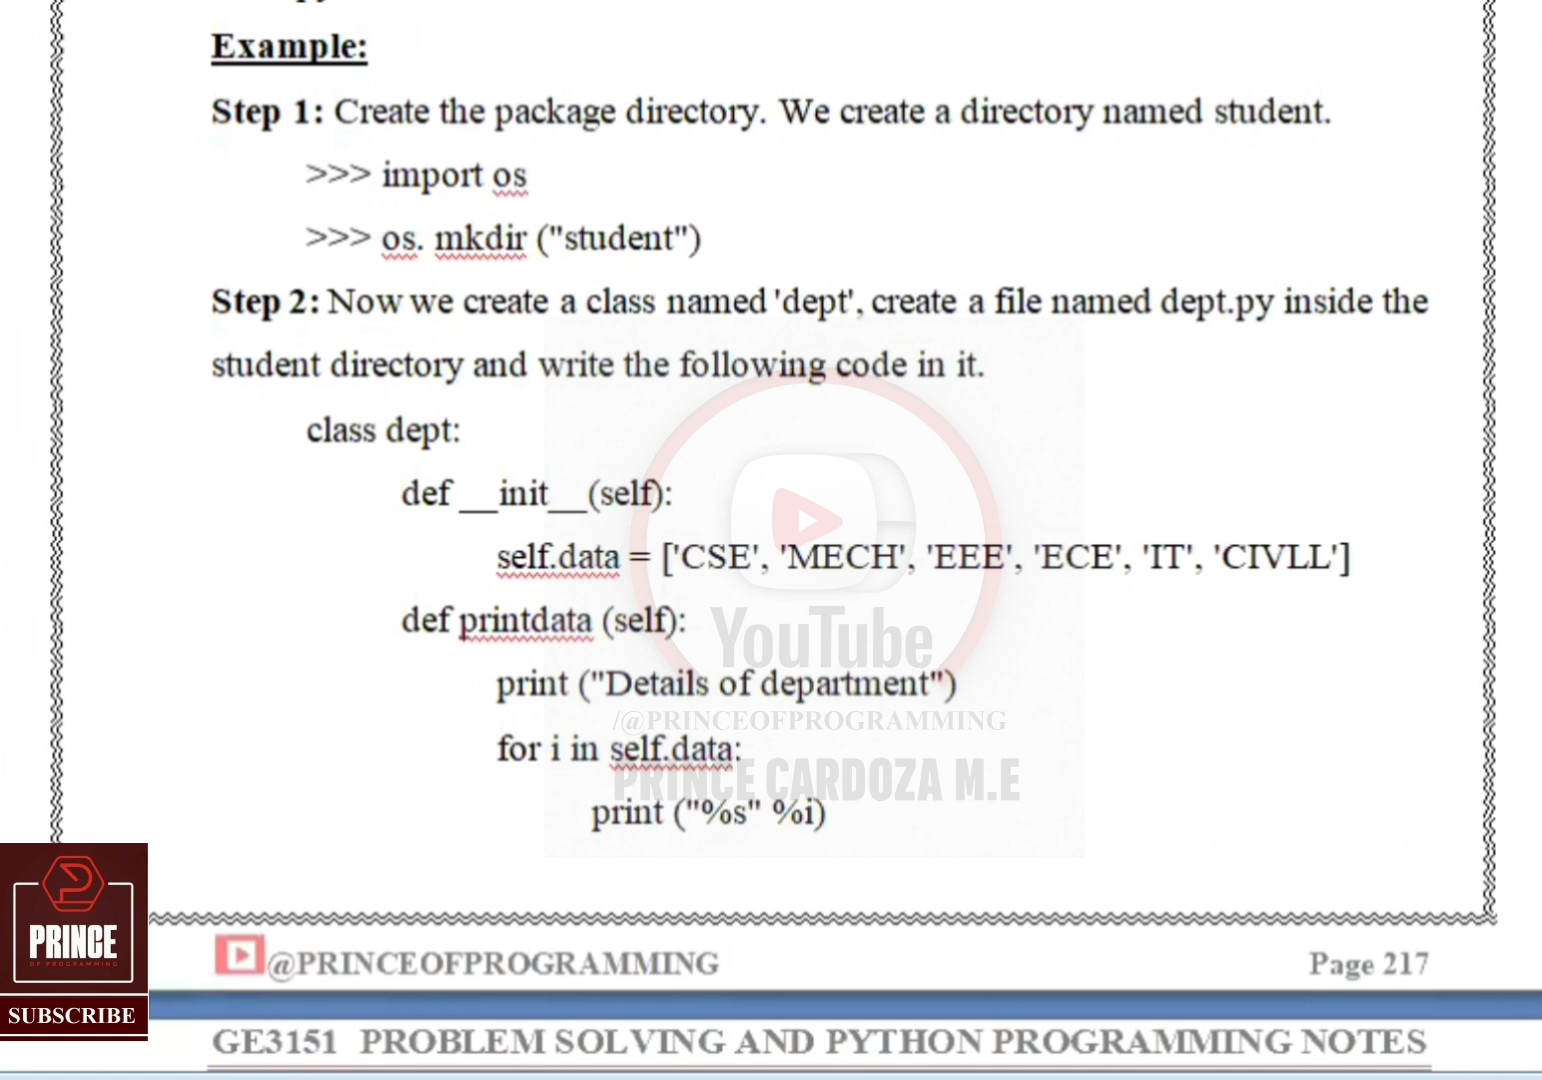 Example:
Step 1: Create the package directory. We create a directory named student.
>>> import os
>>> os. mkdir ("student")
Step 2: Now we create a class named 'dept', create a file named dept.py inside the
student directory and write the following code in it.
class dept:
def __init__(self):
self.data = ['CSE', 'MECH', 'EEE', 'ECE', 'IT', 'CIVLL']
def printdata (self):
YouTube
print ("Details of department")
/@PRINCEOFPROGRAMMING
for i in self.data:
PRINCE CARDOZA M.E
print ("%s" %i)
PRINCE
OF PROGRAMMING
SUBSCRIBE
@PRINCEOFPROGRAMMING Page 217
GE3151 PROBLEM SOLVING AND PYTHON PROGRAMMING NOTES